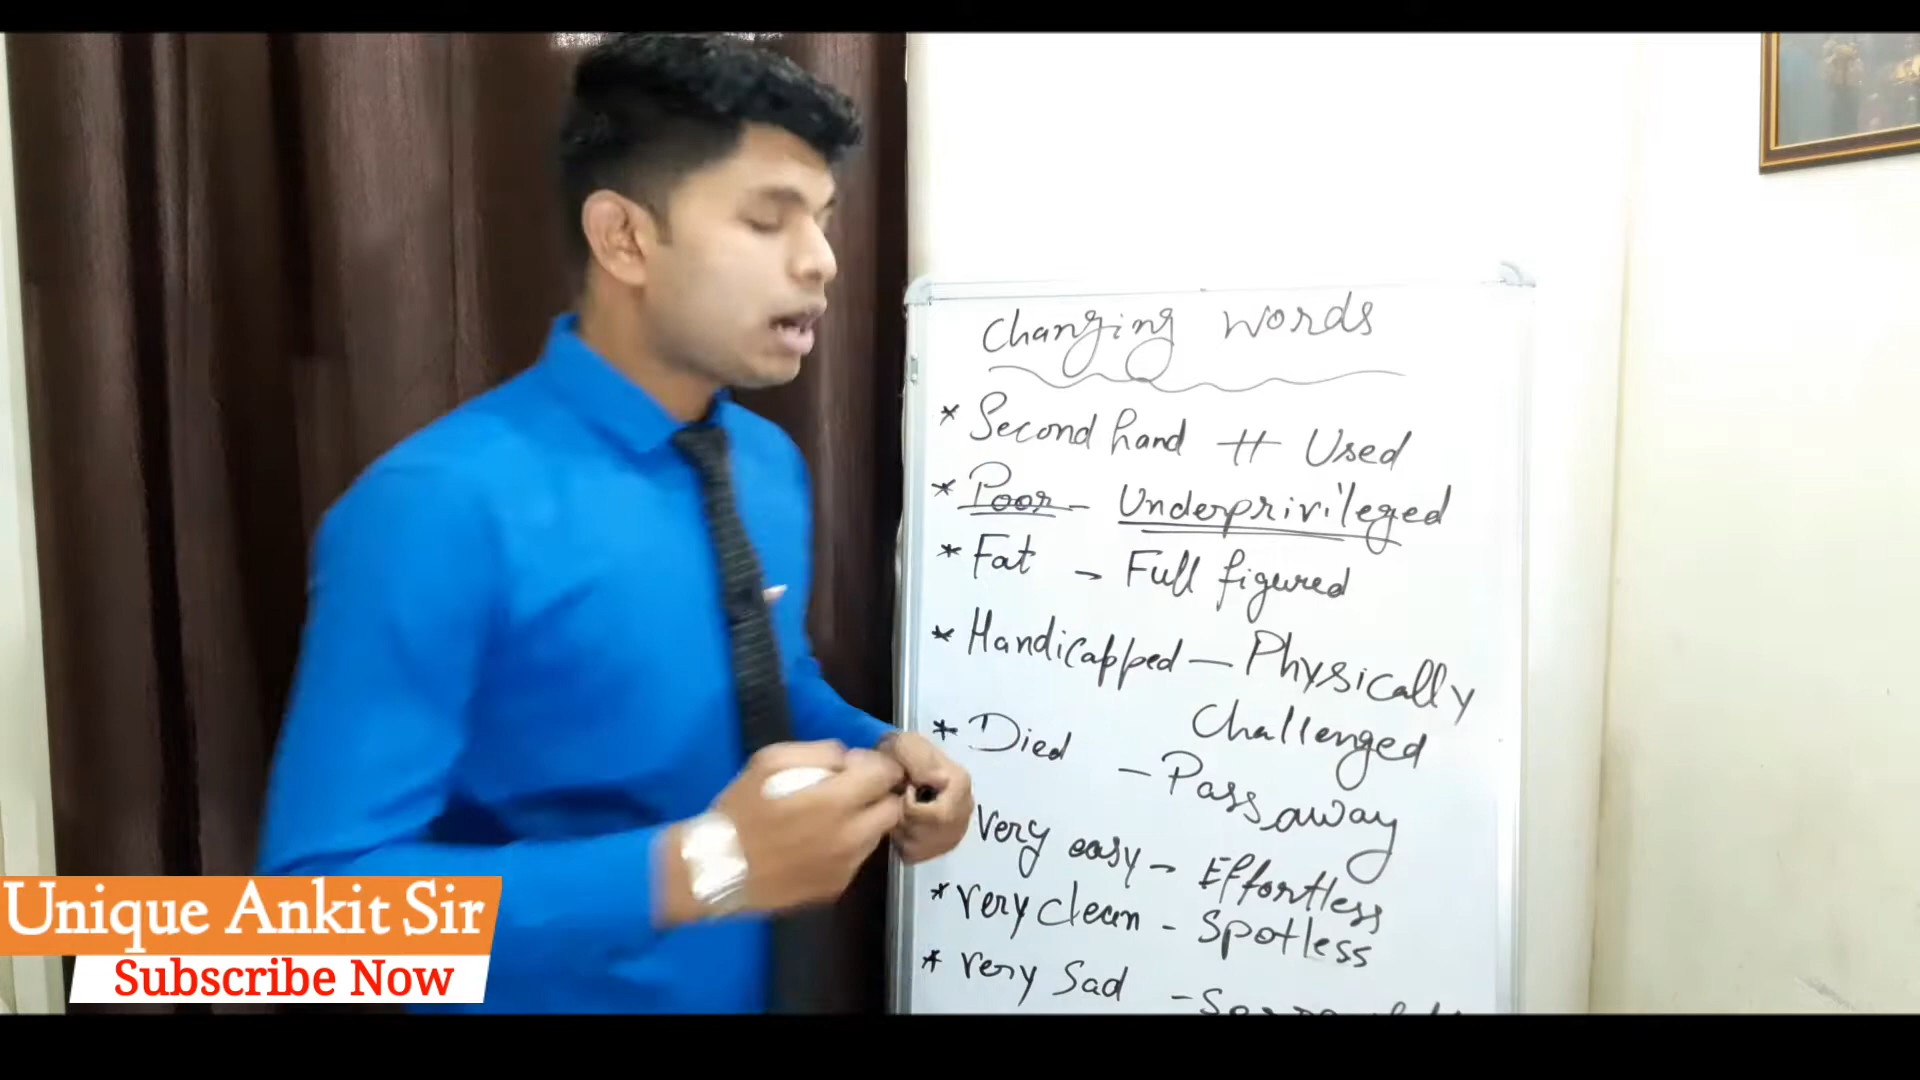 Changing words
* Second hand # Used
* Poor - Underprivileged
* Fat - Full figured
* Handicapped - Physically
Challenged
* Died - Pass away
Very easy - Effortless
* Very clean - Spotless
* Very Sad -
Unique Ankit Sir
Subscribe Now